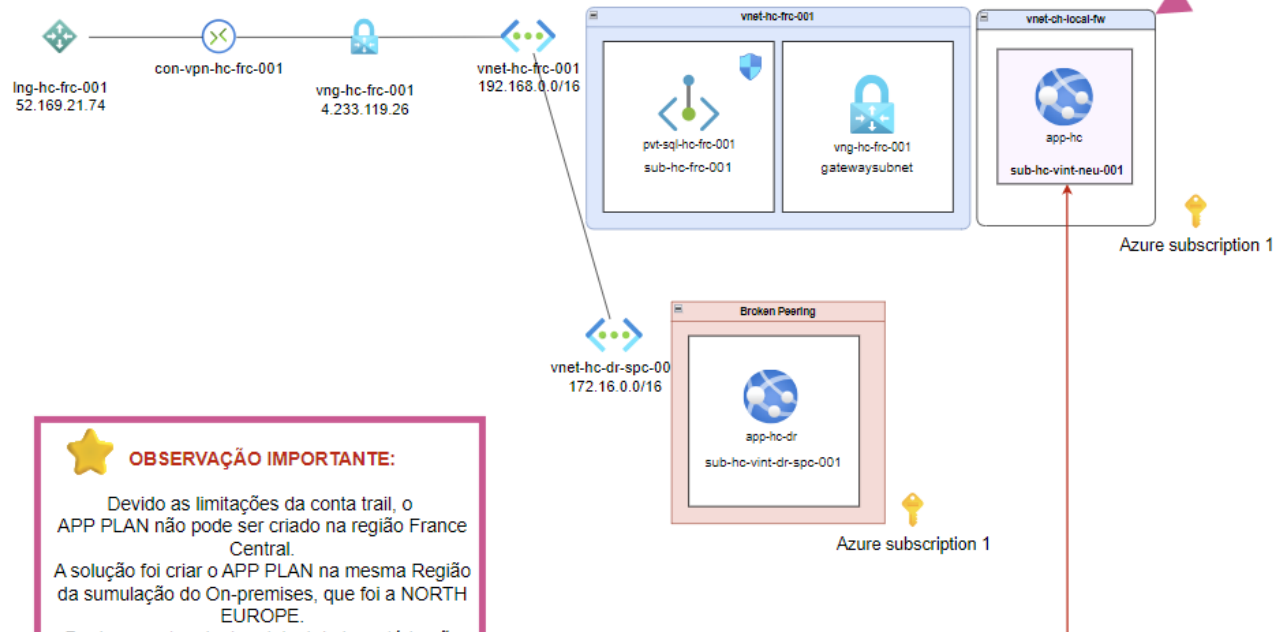 lng-hc-frc-001
52.169.21.74
con-vpn-hc-frc-001
vng-hc-frc-001
4.233.119.26
vnet-hc-frc-001
192.168.0.0/16
vnet-hc-frc-001
pvt-sql-hc-frc-001
sub-hc-frc-001
vng-hc-frc-001
gatewaysubnet
vnet-ch-local-fw
app-hc
sub-hc-vint-neu-001
Azure subscription 1
vnet-hc-dr-spc-00
172.16.0.0/16
Broken Peering
app-hc-dr
sub-hc-vint-dr-spc-001
Azure subscription 1
OBSERVAÇÃO IMPORTANTE:
Devido as limitações da conta trail, o
APP PLAN não pode ser criado na região France
Central.
A solução foi criar o APP PLAN na mesma Região
da sumulação do On-premises, que foi a NORTH
EUROPE.